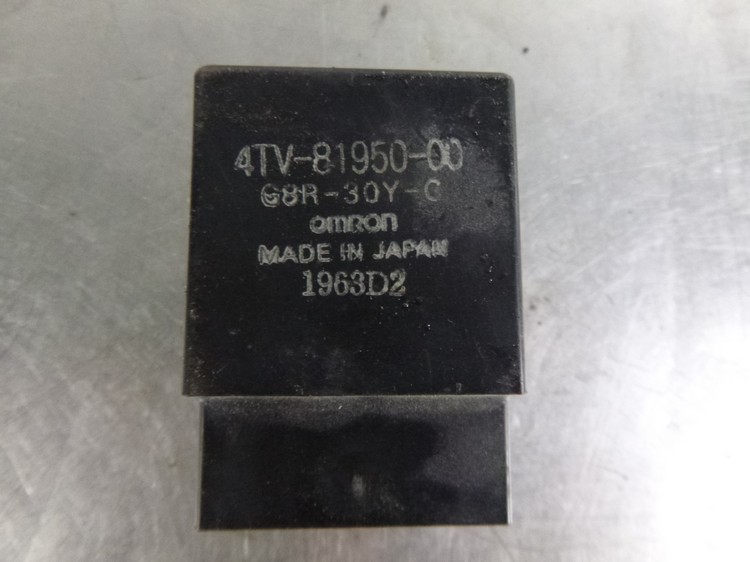 4TV-81950-00
G8R-30Y-C
omron
MADE IN JAPAN
1963D2